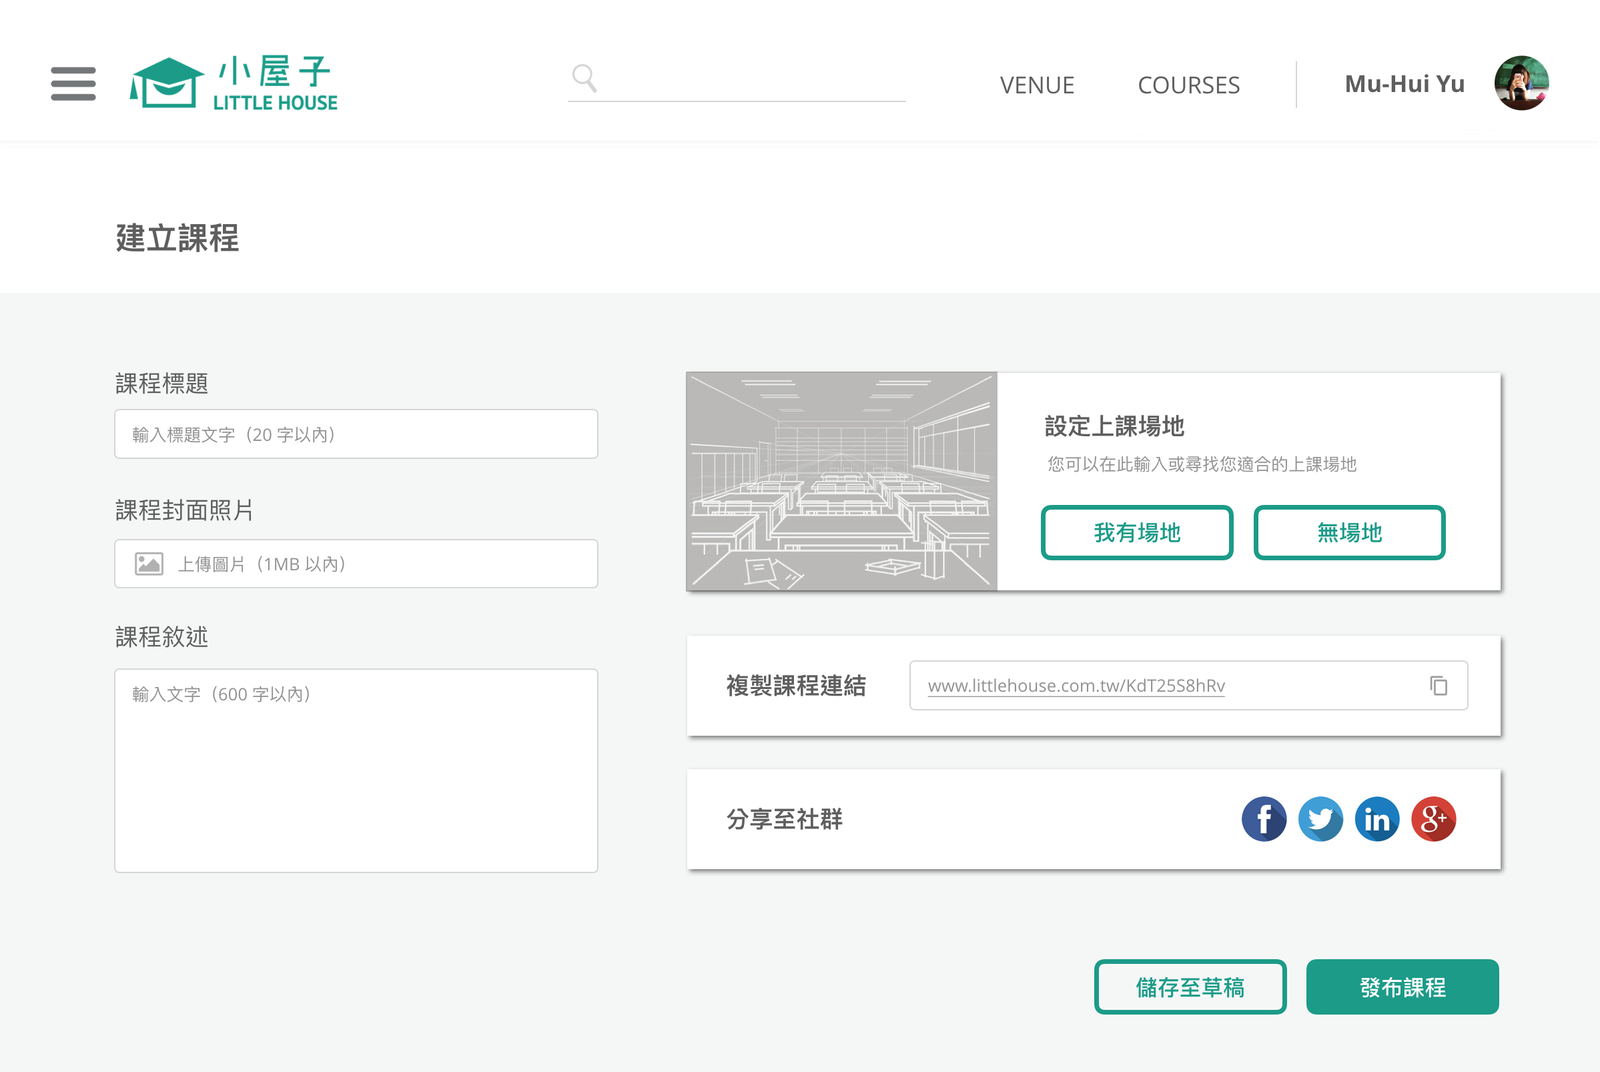 小屋子
LITTLE HOUSE
VENUE
COURSES
Mu-Hui Yu
建立課程
課程標題
輸入標題文字（20 字以內）
課程封面照片
上傳圖片（1MB 以內）
課程敘述
輸入文字（600 字以內）
設定上課場地
您可以在此輸入或尋找您適合的上課場地
我有場地
無場地
複製課程連結
www.littlehouse.com.tw/KdT25S8hRv
分享至社群
f
in
g+
儲存至草稿
發布課程